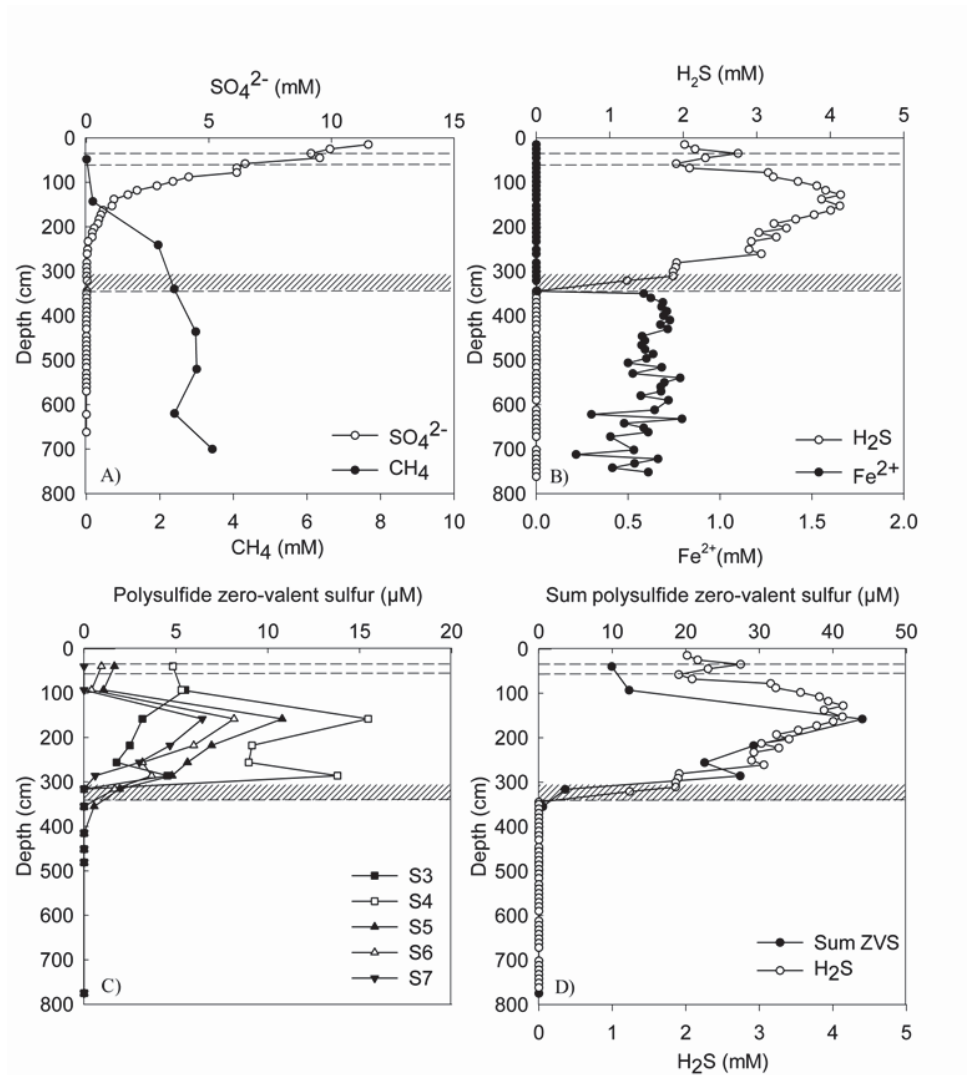 SO₄²⁻ (mM)
0 5 10 15
Depth (cm)
0
100
200
300
400
500
600
700
800
SO₄²⁻
CH₄
A)
0 2 4 6 8 10
CH₄ (mM)
H₂S (mM)
0 1 2 3 4 5
Depth (cm)
0
100
200
300
400
500
600
700
800
H₂S
Fe²⁺
B)
0.0 0.5 1.0 1.5 2.0
Fe²⁺(mM)
Polysulfide zero-valent sulfur (µM)
0 5 10 15 20
Depth (cm)
0
100
200
300
400
500
600
700
800
S3
S4
S5
S6
S7
C)
Sum polysulfide zero-valent sulfur (µM)
0 10 20 30 40 50
Depth (cm)
0
100
200
300
400
500
600
700
800
Sum ZVS
H₂S
D)
0 1 2 3 4 5
H₂S (mM)